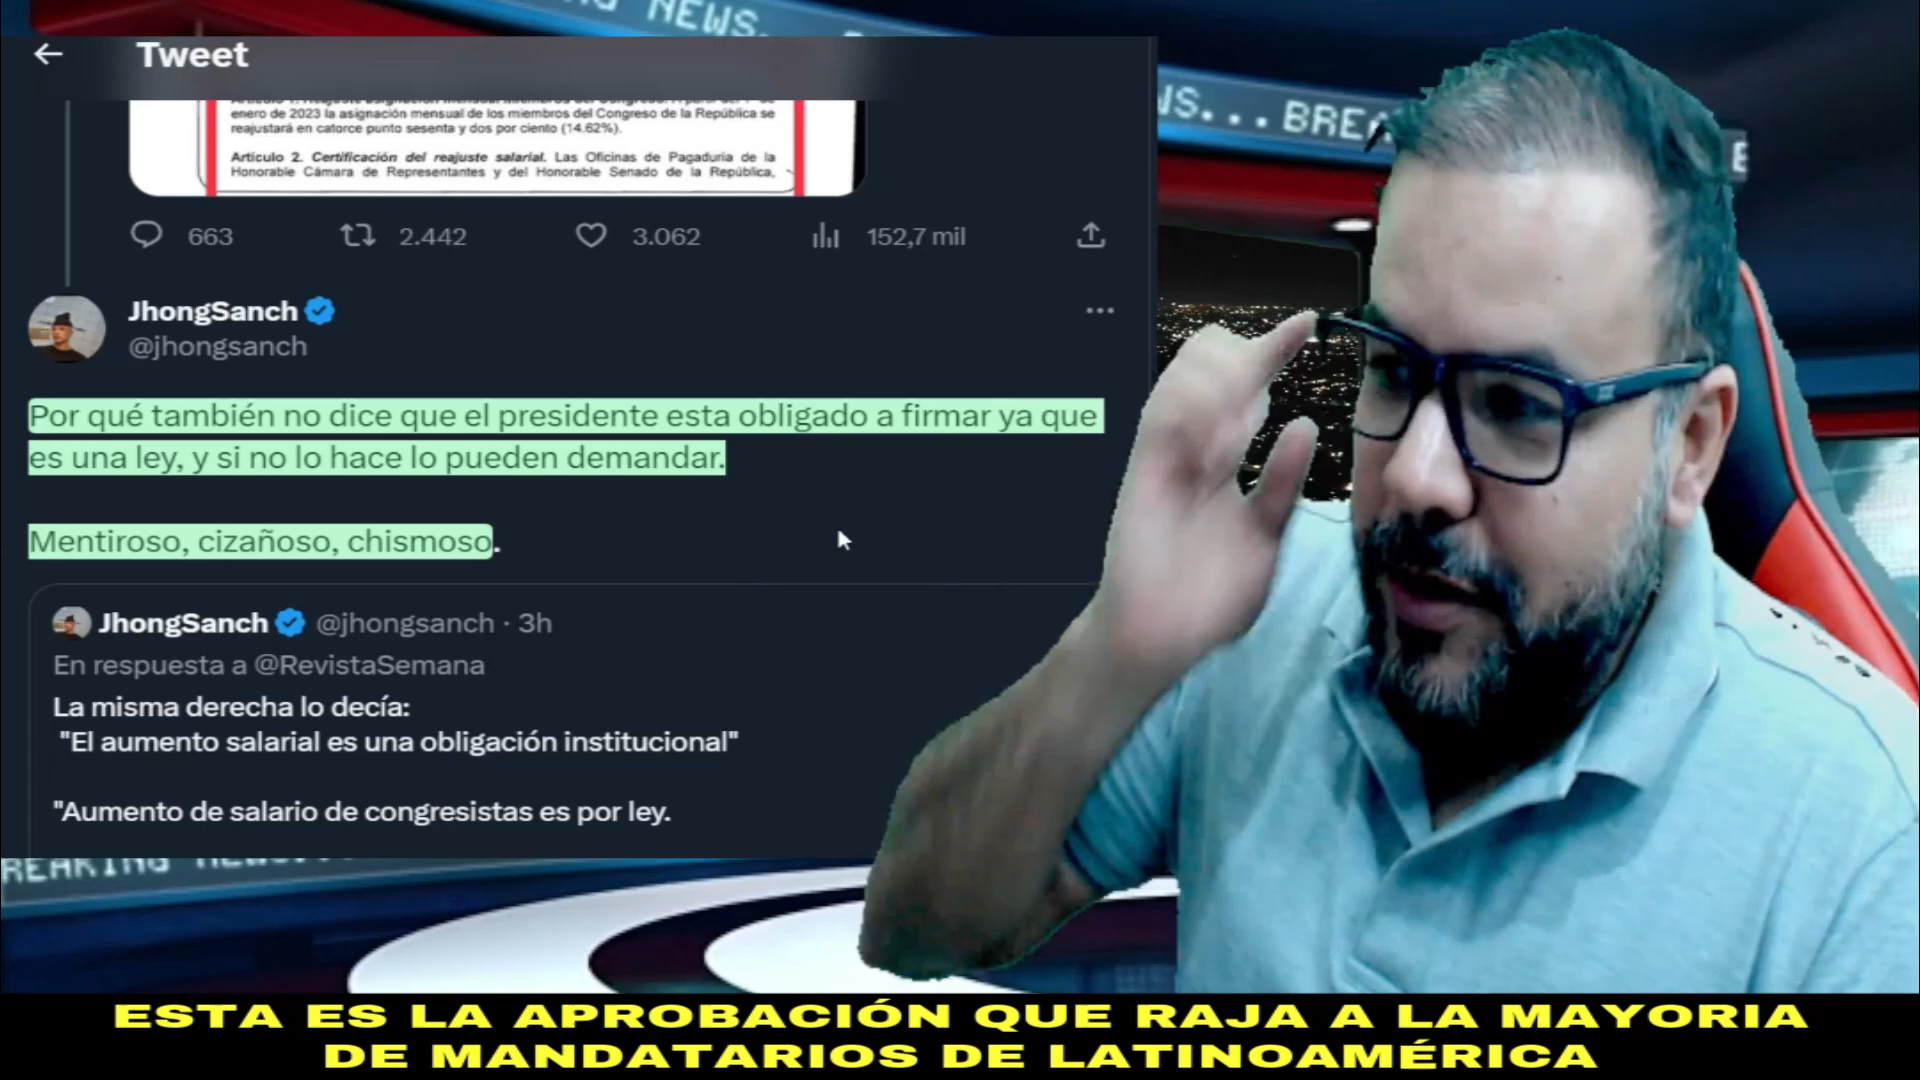 NEWS...
Tweet
enero de 2023 la asignación mensual de los miembros del Congreso de la República se
reajustará en catorce punto sesenta y dos por ciento (14.62%).
Artículo 2. Certificación del reajuste salarial. Las Oficinas de Pagaduría de la
Honorable Cámara de Representantes y del Honorable Senado de la República,
663 2.442 3.062 152,7 mil
JhongSanch
@jhongsanch
Por qué también no dice que el presidente esta obligado a firmar ya que
es una ley, y si no lo hace lo pueden demandar.
Mentiroso, cizañoso, chismoso.
JhongSanch @jhongsanch · 3h
En respuesta a @RevistaSemana
La misma derecha lo decía:
"El aumento salarial es una obligación institucional"
"Aumento de salario de congresistas es por ley.
ESTA ES LA APROBACIÓN QUE RAJA A LA MAYORIA
DE MANDATARIOS DE LATINOAMÉRICA